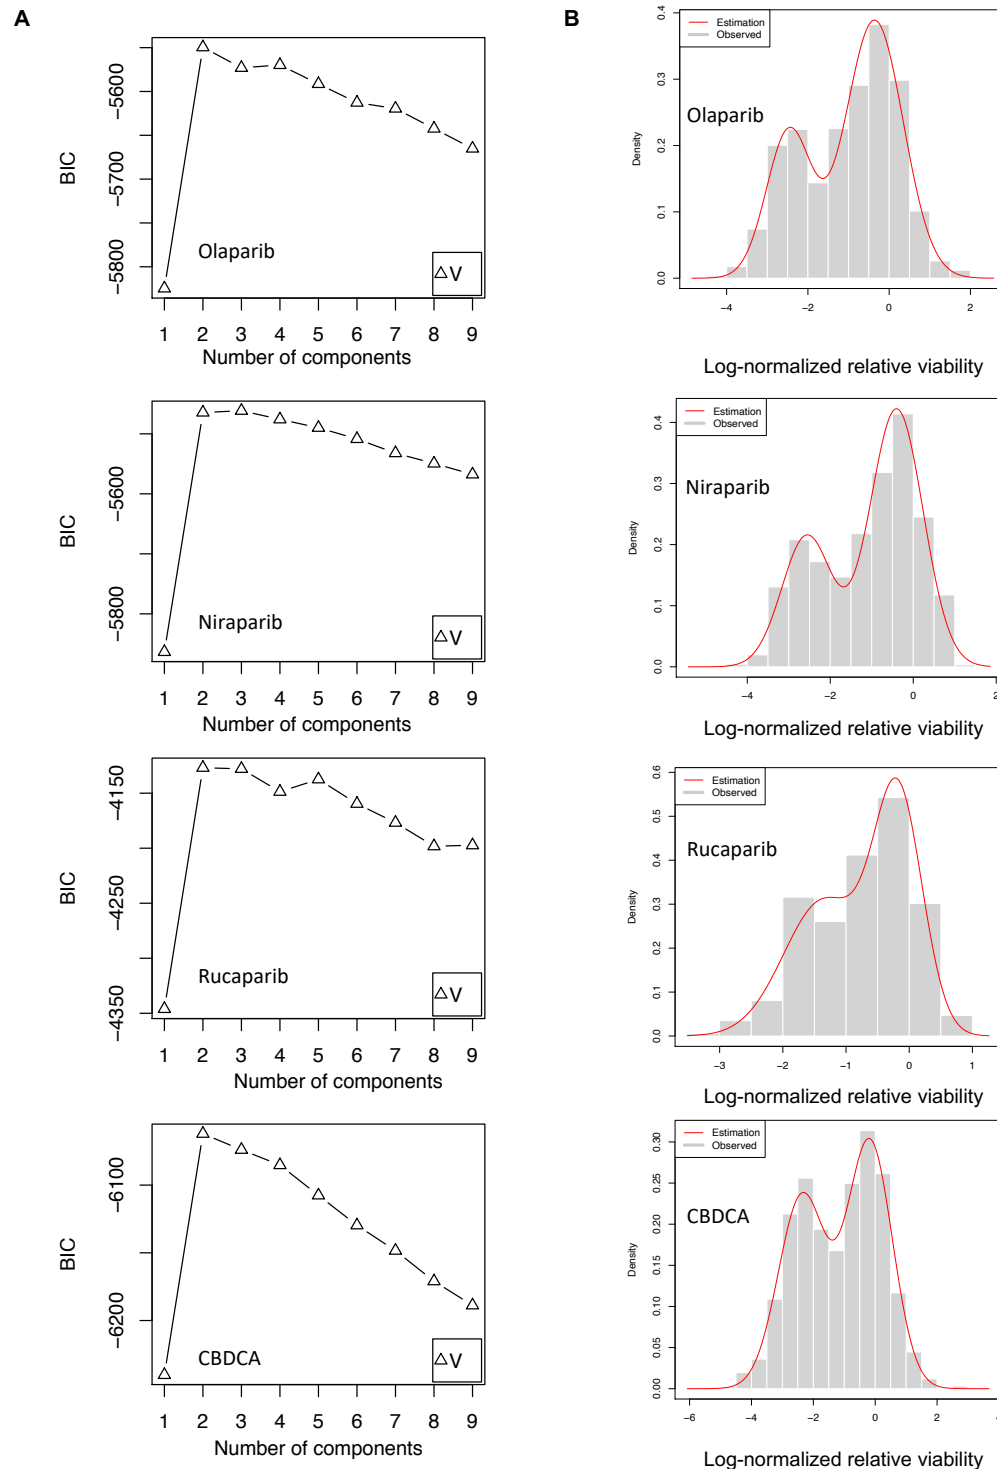 A
B
BIC
-5600
-5700
-5800
Olaparib
V
1 2 3 4 5 6 7 8 9
Number of components
Estimation
Observed
Olaparib
Density
0.4
0.3
0.2
0.1
0.0
-4 -2 0 2
Log-normalized relative viability
BIC
-5600
-5800
Niraparib
V
1 2 3 4 5 6 7 8 9
Number of components
Estimation
Observed
Niraparib
Density
0.4
0.3
0.2
0.1
0.0
-4 -2 0 2
Log-normalized relative viability
BIC
-4150
-4250
-4350
Rucaparib
V
1 2 3 4 5 6 7 8 9
Number of components
Estimation
Observed
Rucaparib
Density
0.6
0.5
0.4
0.3
0.2
0.1
0.0
-3 -2 -1 0 1
Log-normalized relative viability
BIC
-6100
-6200
CBDCA
V
1 2 3 4 5 6 7 8 9
Number of components
Estimation
Observed
CBDCA
Density
0.30
0.25
0.20
0.15
0.10
0.05
0.00
-6 -4 -2 0 2 4
Log-normalized relative viability